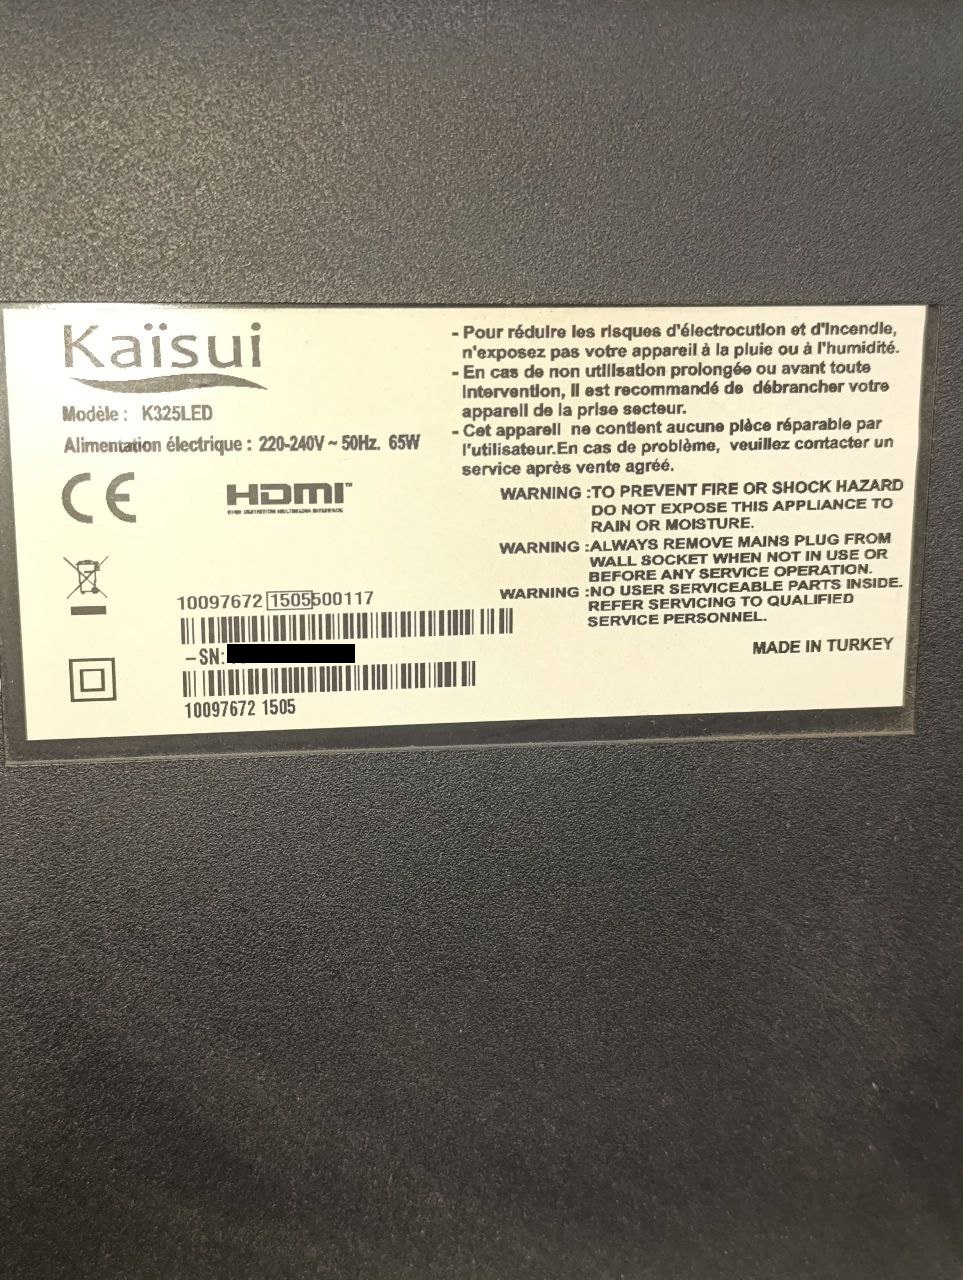 Kaïsui
Modèle : K325LED
Alimentation électrique : 220-240V ~ 50Hz. 65W
CE
HDMI™
HIGH DEFINITION MULTIMEDIA INTERFACE
10097672 1505500117
-SN:
10097672 1505
- Pour réduire les risques d'électrocution et d'incendie,
n'exposez pas votre appareil à la pluie ou à l'humidité.
- En cas de non utilisation prolongée ou avant toute
intervention, il est recommandé de débrancher votre
appareil de la prise secteur.
- Cet appareil ne contient aucune pièce réparable par
l'utilisateur.En cas de problème, veuillez contacter un
service après vente agréé.
WARNING :TO PREVENT FIRE OR SHOCK HAZARD
DO NOT EXPOSE THIS APPLIANCE TO
RAIN OR MOISTURE.
WARNING :ALWAYS REMOVE MAINS PLUG FROM
WALL SOCKET WHEN NOT IN USE OR
BEFORE ANY SERVICE OPERATION.
WARNING :NO USER SERVICEABLE PARTS INSIDE.
REFER SERVICING TO QUALIFIED
SERVICE PERSONNEL.
MADE IN TURKEY